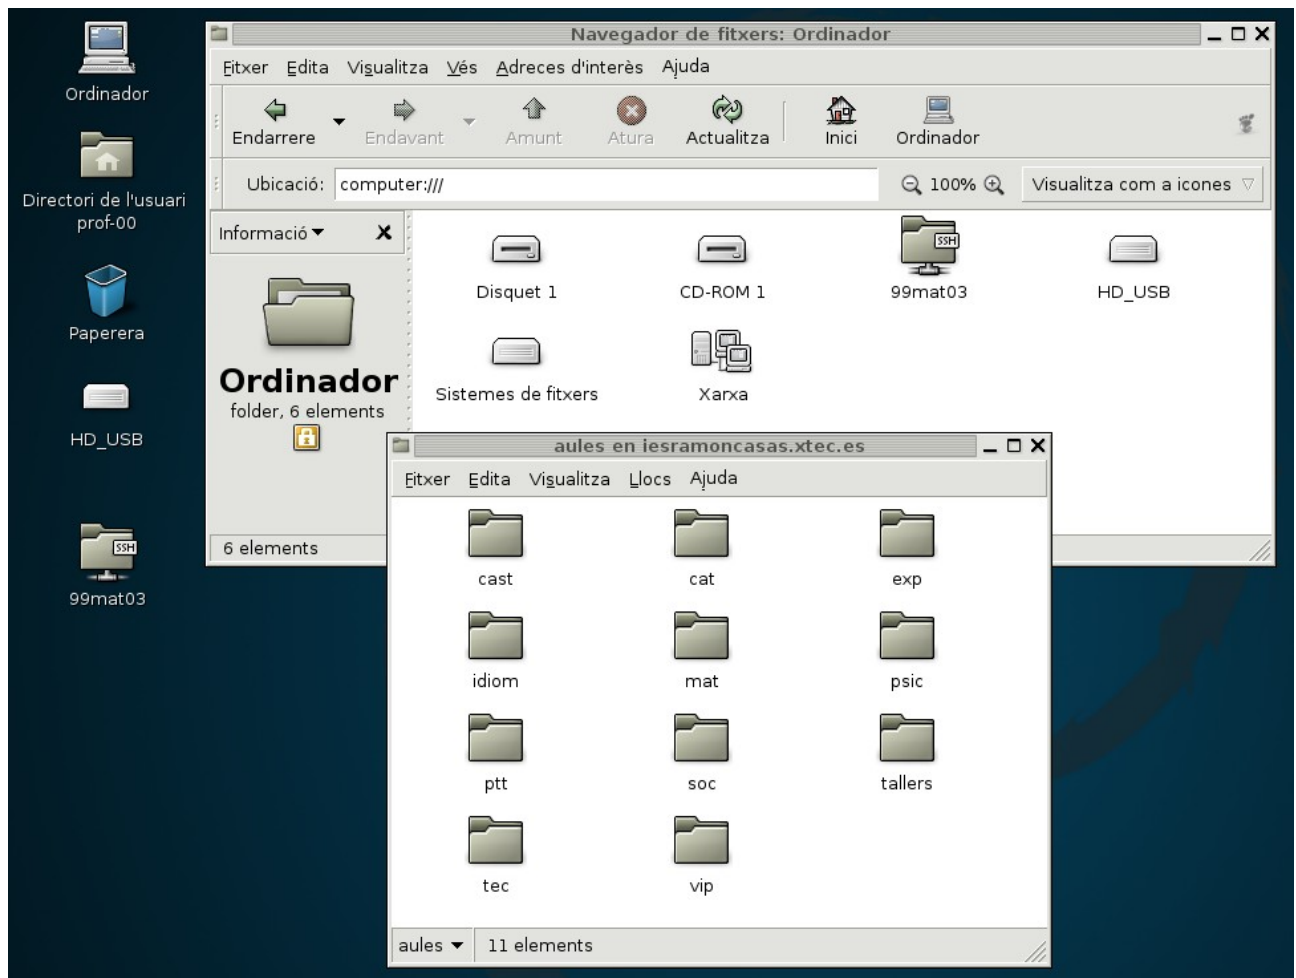 Ordinador
Directori de l'usuari
prof-00
Paperera
HD_USB
SSH
99mat03
Navegador de fitxers: Ordinador
Fitxer Edita Visualitza Vés Adreces d'interès Ajuda
Endarrere Endavant Amunt Atura Actualitza Inici Ordinador
Ubicació: computer:/// 100% Visualitza com a icones
Informació
Ordinador
folder, 6 elements
SSH
Disquet 1 CD-ROM 1 99mat03 HD_USB
Sistemes de fitxers Xarxa
6 elements
aules en iesramoncasas.xtec.es
Fitxer Edita Visualitza Llocs Ajuda
cast cat exp
idiom mat psic
ptt soc tallers
tec vip
aules 11 elements